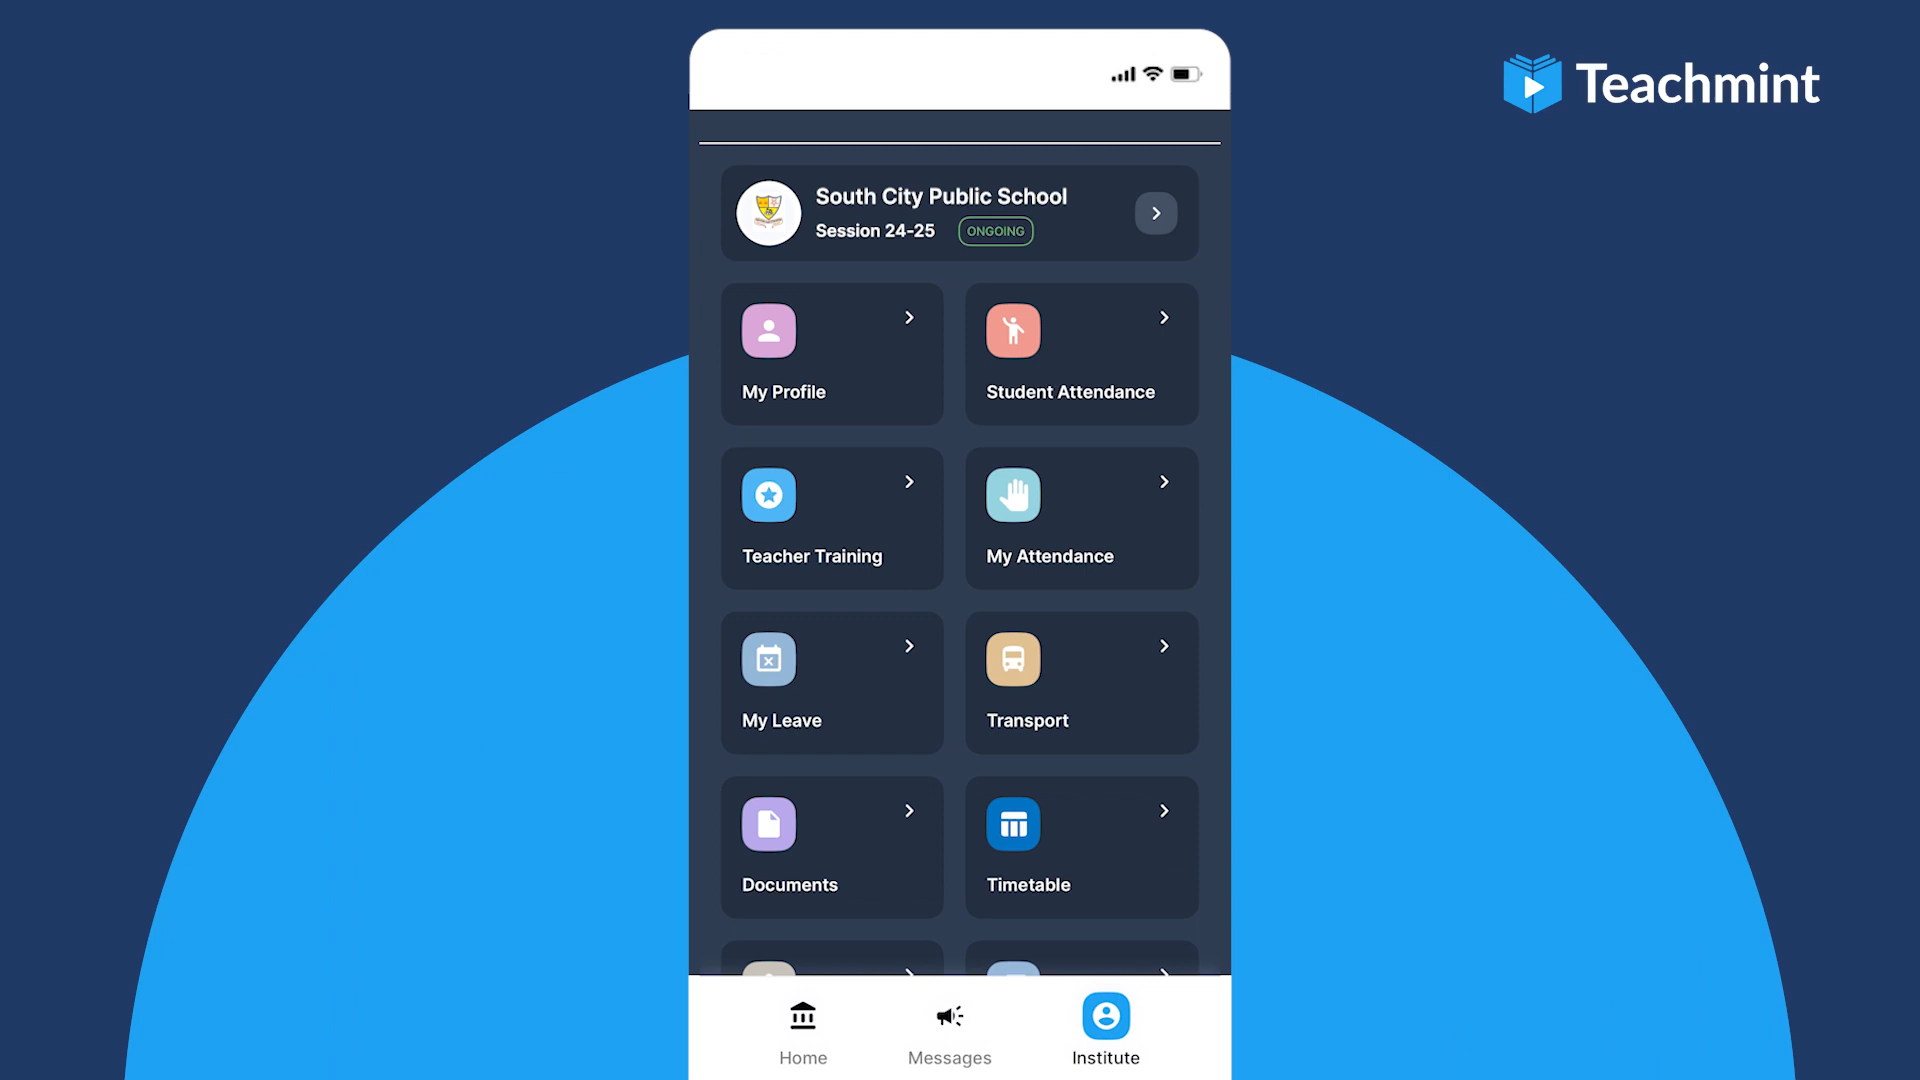 Teachmint
South City Public School
Session 24-25 ONGOING
My Profile
Student Attendance
Teacher Training
My Attendance
My Leave
Transport
Documents
Timetable
Home
Messages
Institute